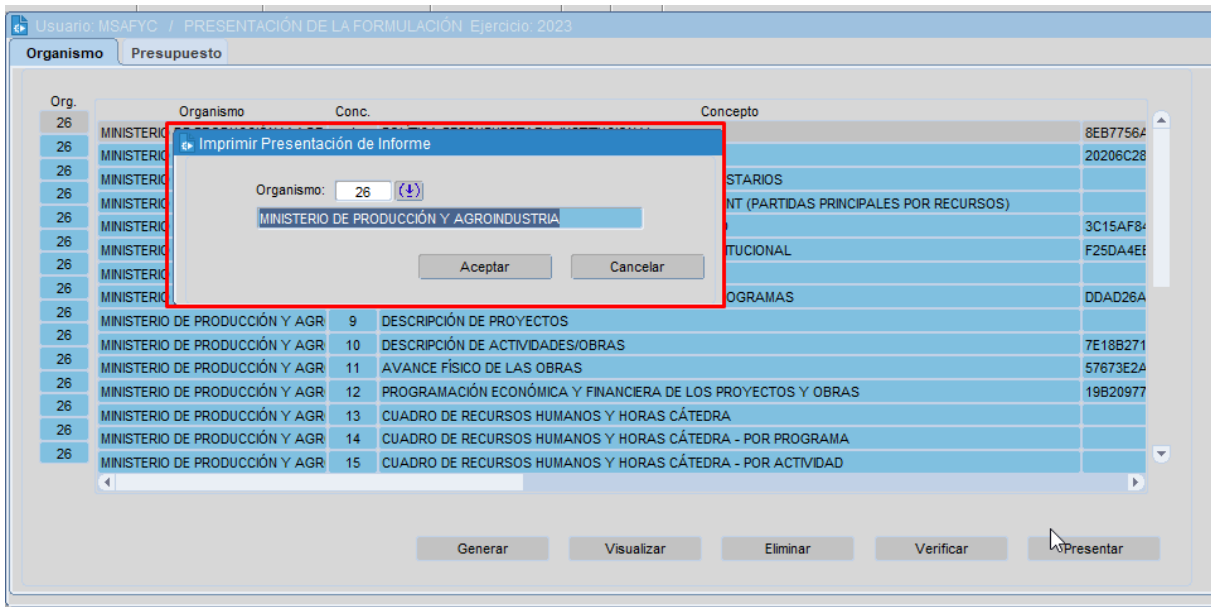 Usuario: MSAFYC / PRESENTACIÓN DE LA FORMULACIÓN Ejercicio: 2023
Organismo Presupuesto
Org. Organismo Conc. Concepto
26 MINISTERIO 8EB7756A
26 MINISTERIO 20206C28
26 MINISTERIO STARIOS
26 MINISTERIO NT (PARTIDAS PRINCIPALES POR RECURSOS)
26 MINISTERIO 3C15AF84
26 MINISTERIO ITUCIONAL F25DA4EE
26 MINISTERIO
26 MINISTERIO OGRAMAS DDAD26A
Imprimir Presentación de Informe
Organismo: 26
MINISTERIO DE PRODUCCIÓN Y AGROINDUSTRIA
Aceptar Cancelar
26 MINISTERIO DE PRODUCCIÓN Y AGR 9 DESCRIPCIÓN DE PROYECTOS
26 MINISTERIO DE PRODUCCIÓN Y AGR 10 DESCRIPCIÓN DE ACTIVIDADES/OBRAS 7E18B271
26 MINISTERIO DE PRODUCCIÓN Y AGR 11 AVANCE FÍSICO DE LAS OBRAS 57673E2A
26 MINISTERIO DE PRODUCCIÓN Y AGR 12 PROGRAMACIÓN ECONÓMICA Y FINANCIERA DE LOS PROYECTOS Y OBRAS 19B20977
26 MINISTERIO DE PRODUCCIÓN Y AGR 13 CUADRO DE RECURSOS HUMANOS Y HORAS CÁTEDRA
26 MINISTERIO DE PRODUCCIÓN Y AGR 14 CUADRO DE RECURSOS HUMANOS Y HORAS CÁTEDRA - POR PROGRAMA
26 MINISTERIO DE PRODUCCIÓN Y AGR 15 CUADRO DE RECURSOS HUMANOS Y HORAS CÁTEDRA - POR ACTIVIDAD
Generar Visualizar Eliminar Verificar Presentar